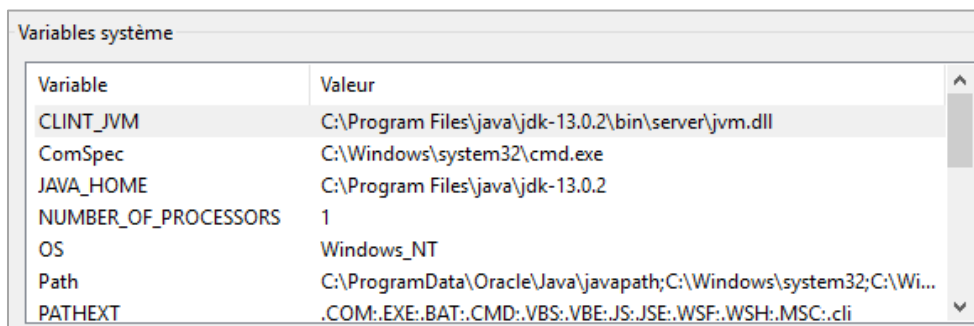 Variables système
Variable Valeur
CLINT_JVM C:\Program Files\java\jdk-13.0.2\bin\server\jvm.dll
ComSpec C:\Windows\system32\cmd.exe
JAVA_HOME C:\Program Files\java\jdk-13.0.2
NUMBER_OF_PROCESSORS 1
OS Windows_NT
Path C:\ProgramData\Oracle\Java\javapath;C:\Windows\system32;C:\Wi...
PATHEXT .COM;.EXE;.BAT;.CMD;.VBS;.VBE;.JS;.JSE;.WSF;.WSH;.MSC;.cli